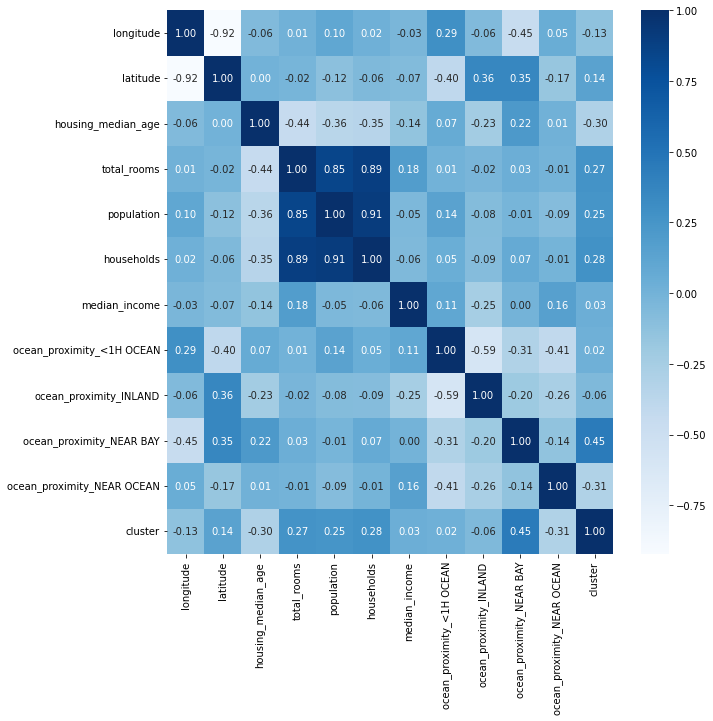 longitude 1.00 -0.92 -0.06 0.01 0.10 0.02 -0.03 0.29 -0.06 -0.45 0.05 -0.13
latitude -0.92 1.00 0.00 -0.02 -0.12 -0.06 -0.07 -0.40 0.36 0.35 -0.17 0.14
housing_median_age -0.06 0.00 1.00 -0.44 -0.36 -0.35 -0.14 0.07 -0.23 0.22 0.01 -0.30
total_rooms 0.01 -0.02 -0.44 1.00 0.85 0.89 0.18 0.01 -0.02 0.03 -0.01 0.27
population 0.10 -0.12 -0.36 0.85 1.00 0.91 -0.05 0.14 -0.08 -0.01 -0.09 0.25
households 0.02 -0.06 -0.35 0.89 0.91 1.00 -0.06 0.05 -0.09 0.07 -0.01 0.28
median_income -0.03 -0.07 -0.14 0.18 -0.05 -0.06 1.00 0.11 -0.25 0.00 0.16 0.03
ocean_proximity_<1H OCEAN 0.29 -0.40 0.07 0.01 0.14 0.05 0.11 1.00 -0.59 -0.31 -0.41 0.02
ocean_proximity_INLAND -0.06 0.36 -0.23 -0.02 -0.08 -0.09 -0.25 -0.59 1.00 -0.20 -0.26 -0.06
ocean_proximity_NEAR BAY -0.45 0.35 0.22 0.03 -0.01 0.07 0.00 -0.31 -0.20 1.00 -0.14 0.45
ocean_proximity_NEAR OCEAN 0.05 -0.17 0.01 -0.01 -0.09 -0.01 0.16 -0.41 -0.26 -0.14 1.00 -0.31
cluster -0.13 0.14 -0.30 0.27 0.25 0.28 0.03 0.02 -0.06 0.45 -0.31 1.00
longitude
latitude
housing_median_age
total_rooms
population
households
median_income
ocean_proximity_<1H OCEAN
ocean_proximity_INLAND
ocean_proximity_NEAR BAY
ocean_proximity_NEAR OCEAN
cluster
1.00
0.75
0.50
0.25
0.00
−0.25
−0.50
−0.75